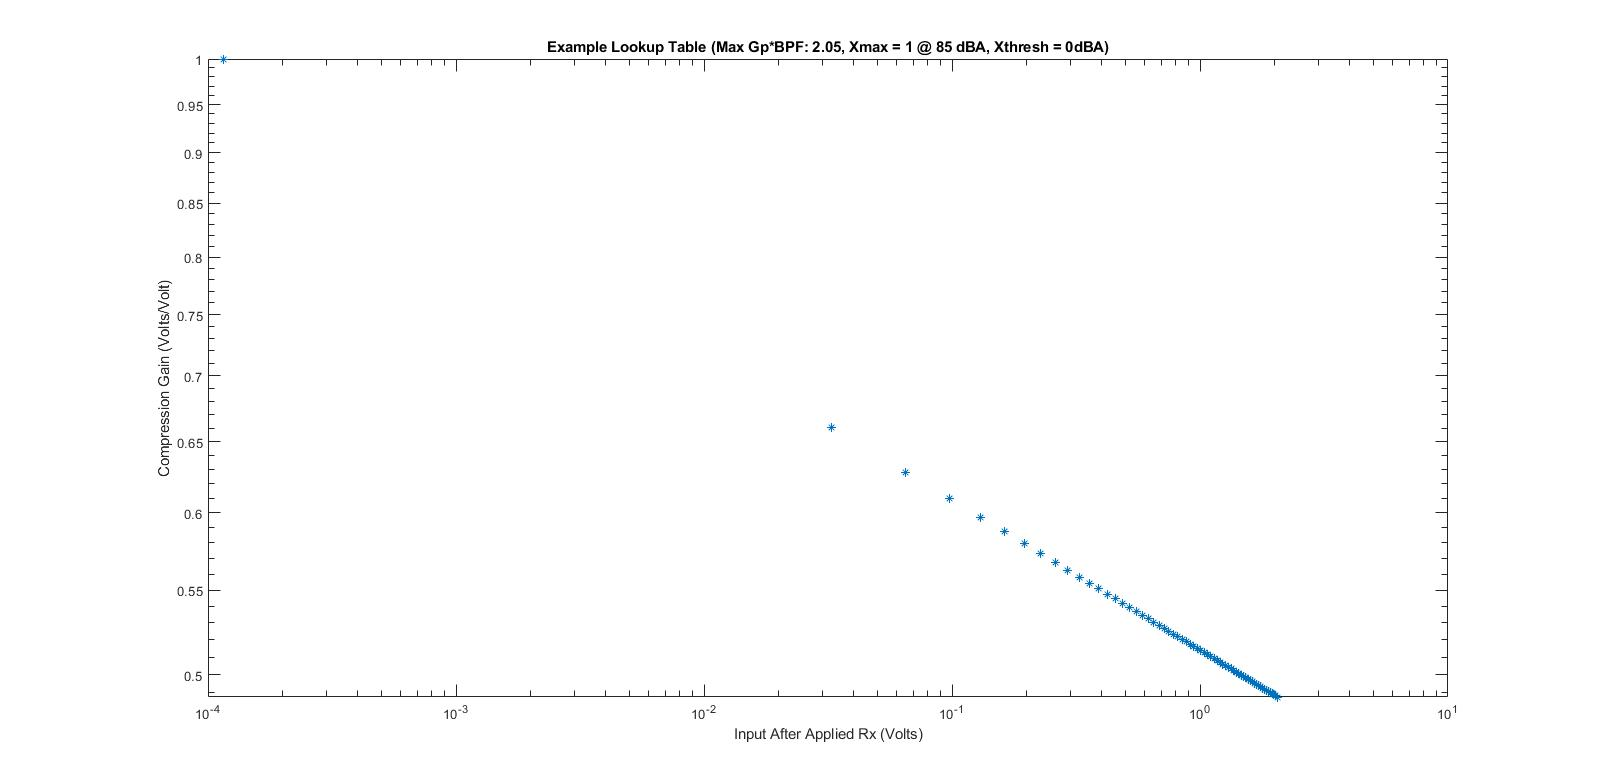 Example Lookup Table (Max Gp*BPF: 2.05, Xmax = 1 @ 85 dBA, Xthresh = 0dBA)
1
0.95
0.9
0.85
0.8
0.75
0.7
0.65
0.6
0.55
0.5
Compression Gain (Volts/Volt)
10^-4 10^-3 10^-2 10^-1 10^0 10^1
Input After Applied Rx (Volts)